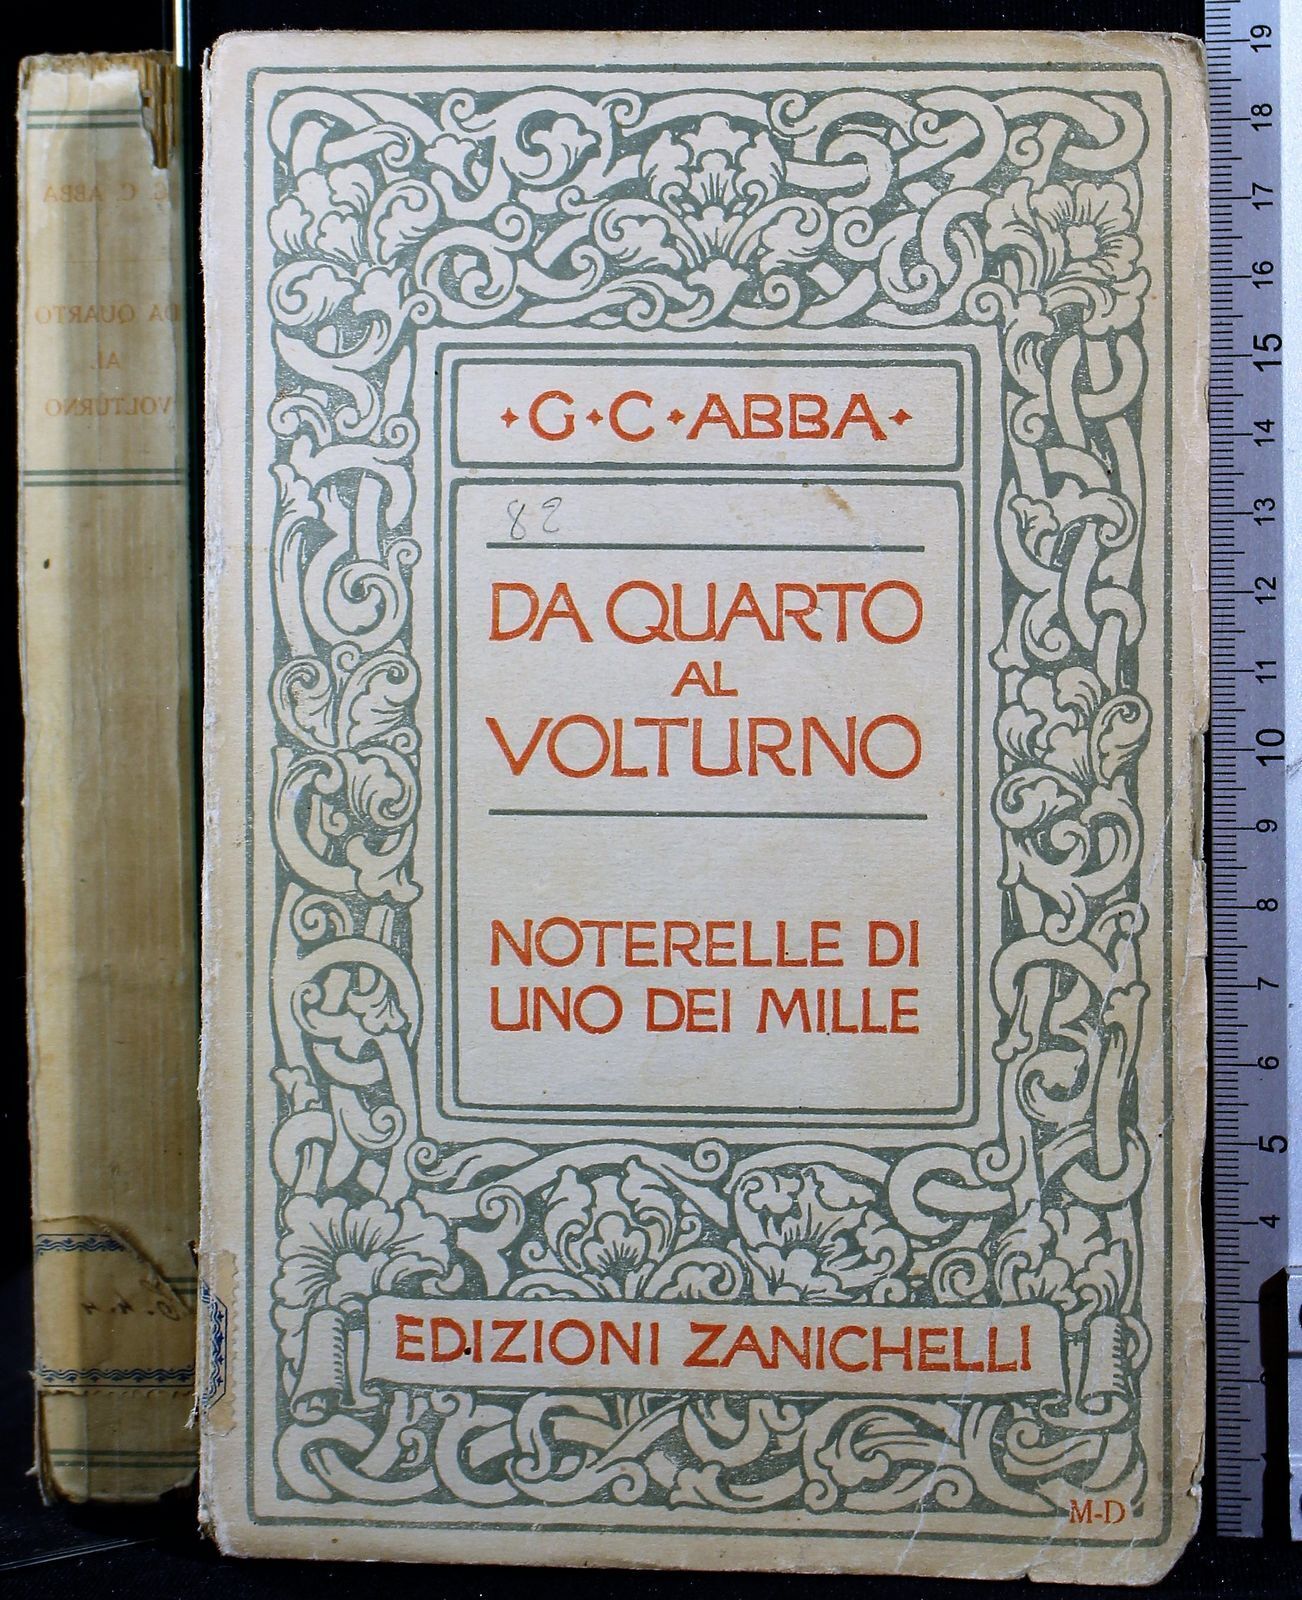 G·C·ABBA
82
DA QUARTO
AL
VOLTURNO
NOTERELLE DI
UNO DEI MILLE
EDIZIONI ZANICHELLI
M-D
G. C. ABBA
DA QUARTO
AL
VOLTURNO
19
18
17
16
15
14
13
12
11
10
9
8
7
6
5
4